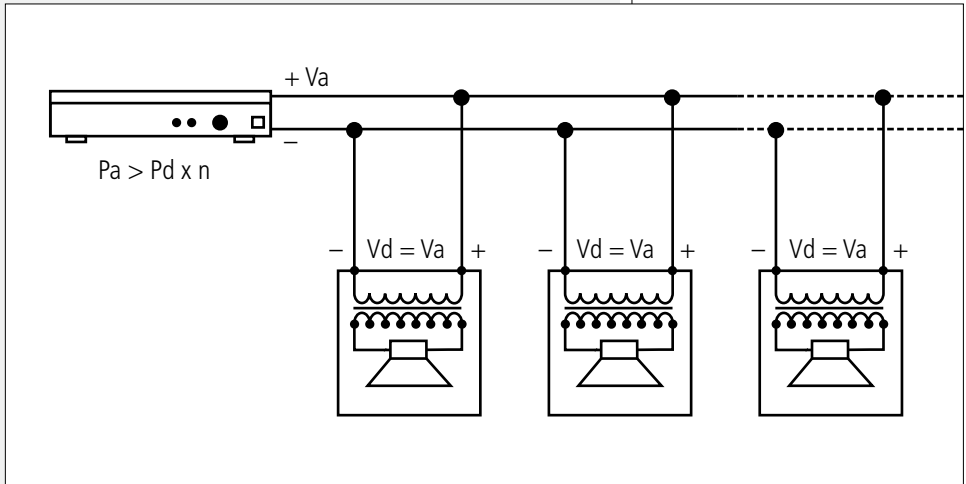 + Va
–
Pa > Pd x n
– Vd = Va +
– Vd = Va +
– Vd = Va +